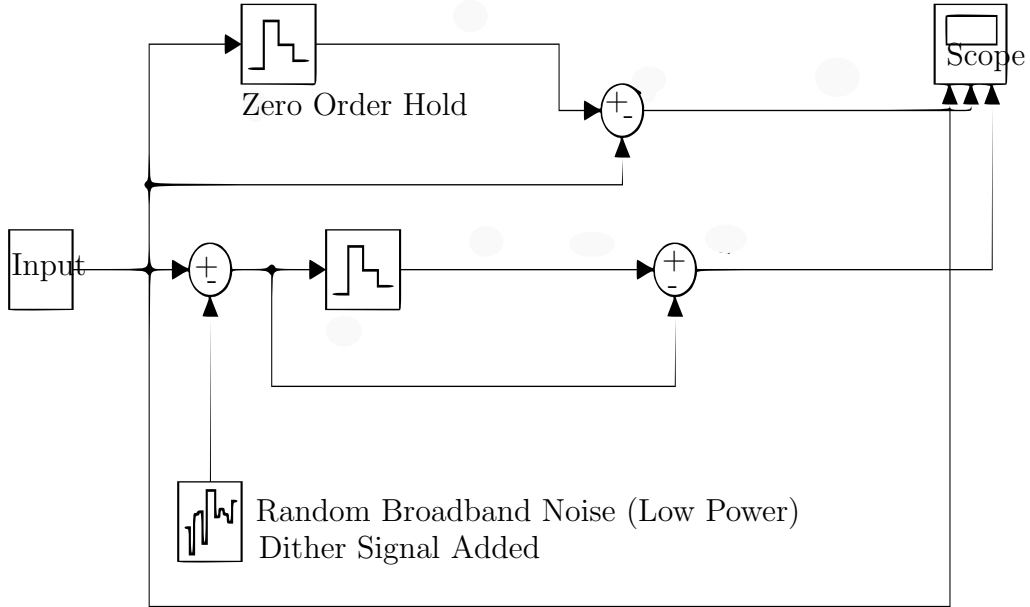 Scope
Zero Order Hold
+
-
Input
+
-
+
-
Random Broadband Noise (Low Power)
Dither Signal Added